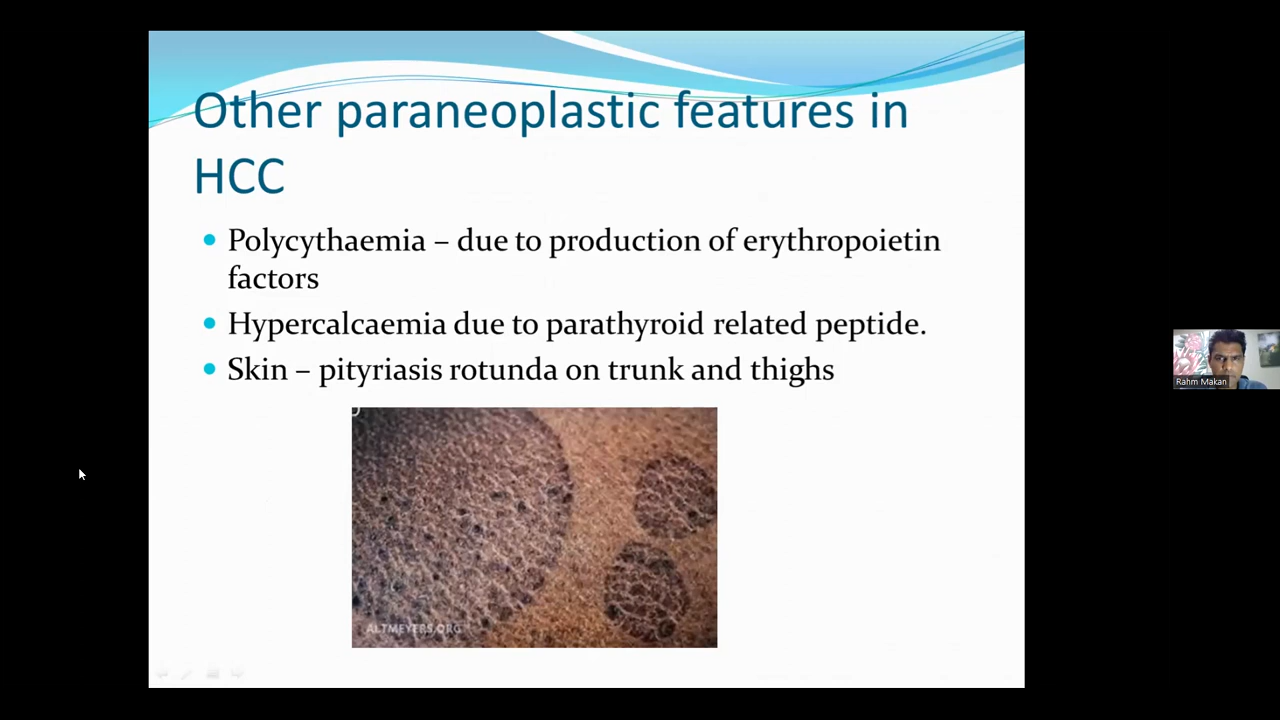 Other paraneoplastic features in
HCC
Polycythaemia – due to production of erythropoietin
factors
Hypercalcaemia due to parathyroid related peptide.
Skin – pityriasis rotunda on trunk and thighs
ALTMEYERS.ORG
Rahm Makan